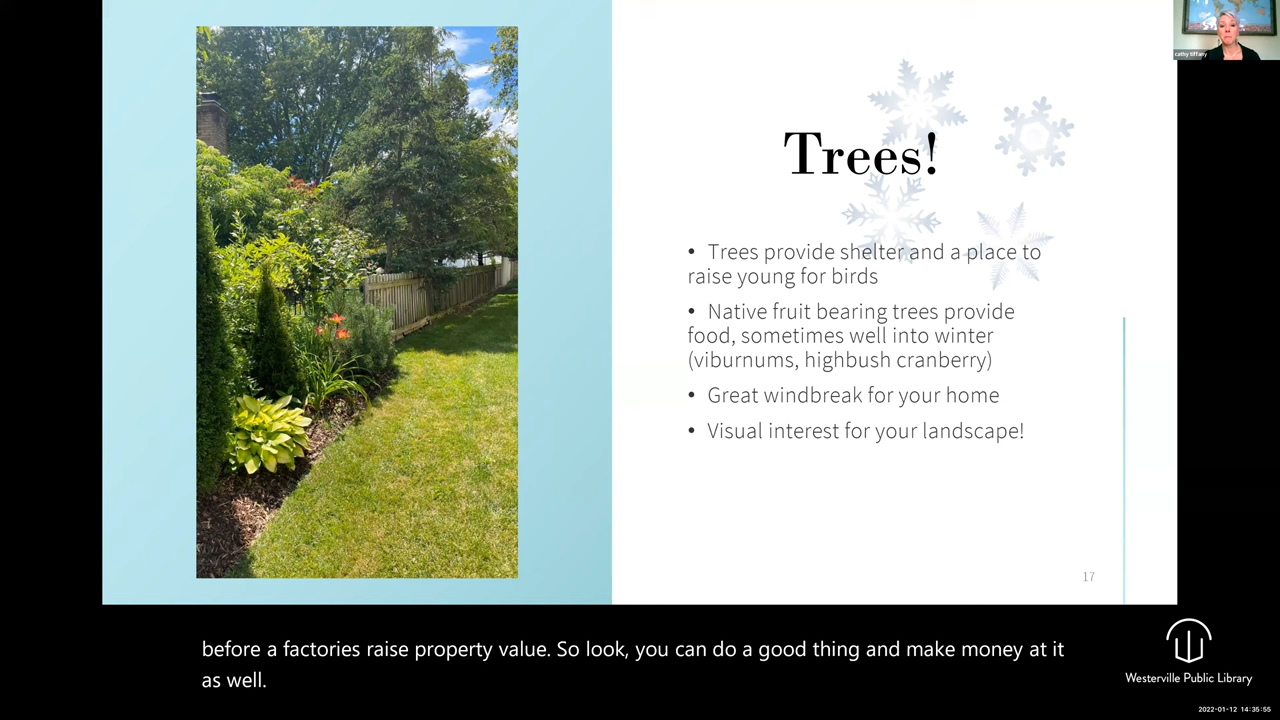 cathy tiffany
Trees!
• Trees provide shelter and a place to
raise young for birds
• Native fruit bearing trees provide
food, sometimes well into winter
(viburnums, highbush cranberry)
• Great windbreak for your home
• Visual interest for your landscape!
17
before a factories raise property value. So look, you can do a good thing and make money at it
as well.
Westerville Public Library
2022-01-12 14:35:55